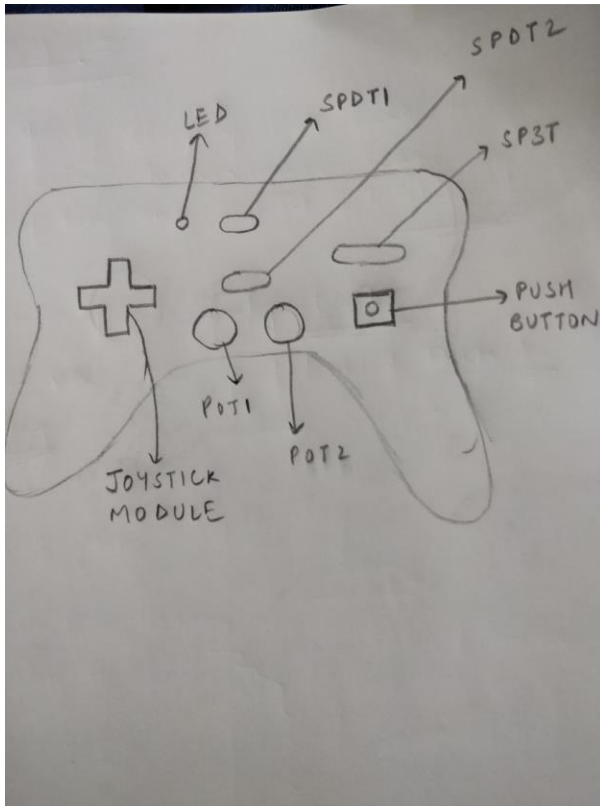 SPDT2
LED
SPDT1
SP3T
PUSH
BUTTON
POT1
POT2
JOYSTICK
MODULE